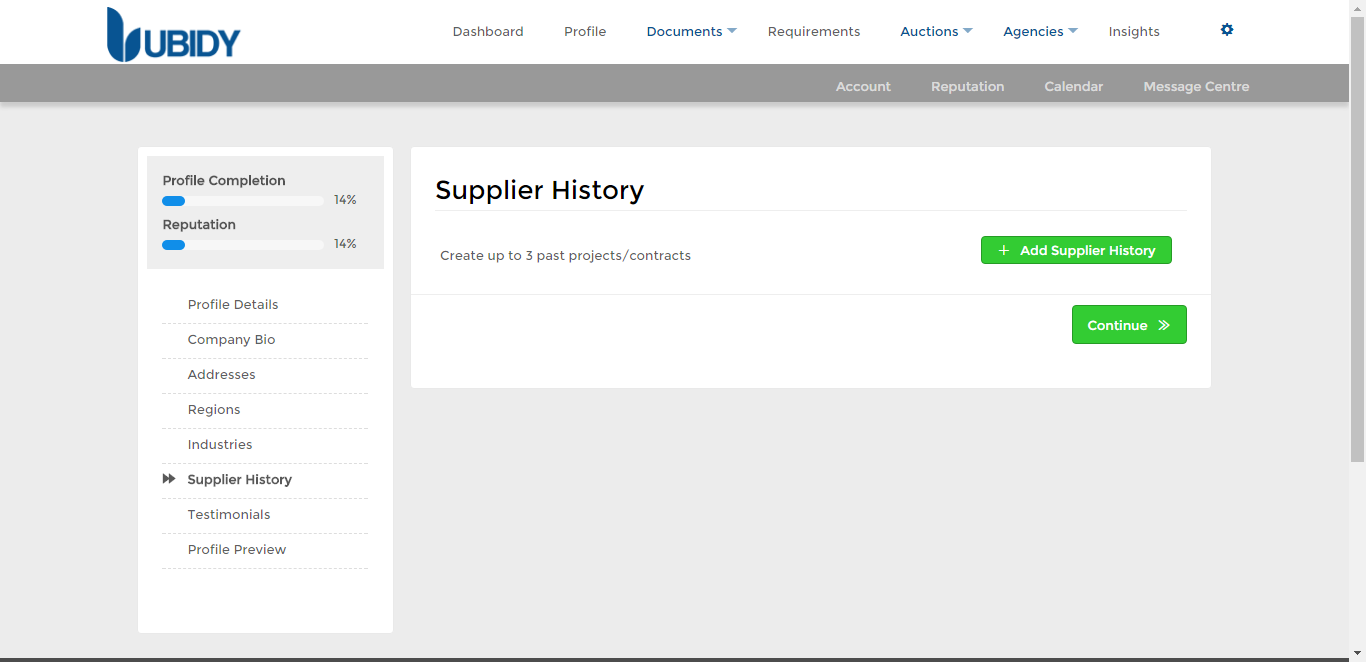 UBIDY
Dashboard Profile Documents Requirements Auctions Agencies Insights
Account Reputation Calendar Message Centre
Profile Completion
14%
Reputation
14%
Profile Details
Company Bio
Addresses
Regions
Industries
Supplier History
Testimonials
Profile Preview
Supplier History
Create up to 3 past projects/contracts
+ Add Supplier History
Continue